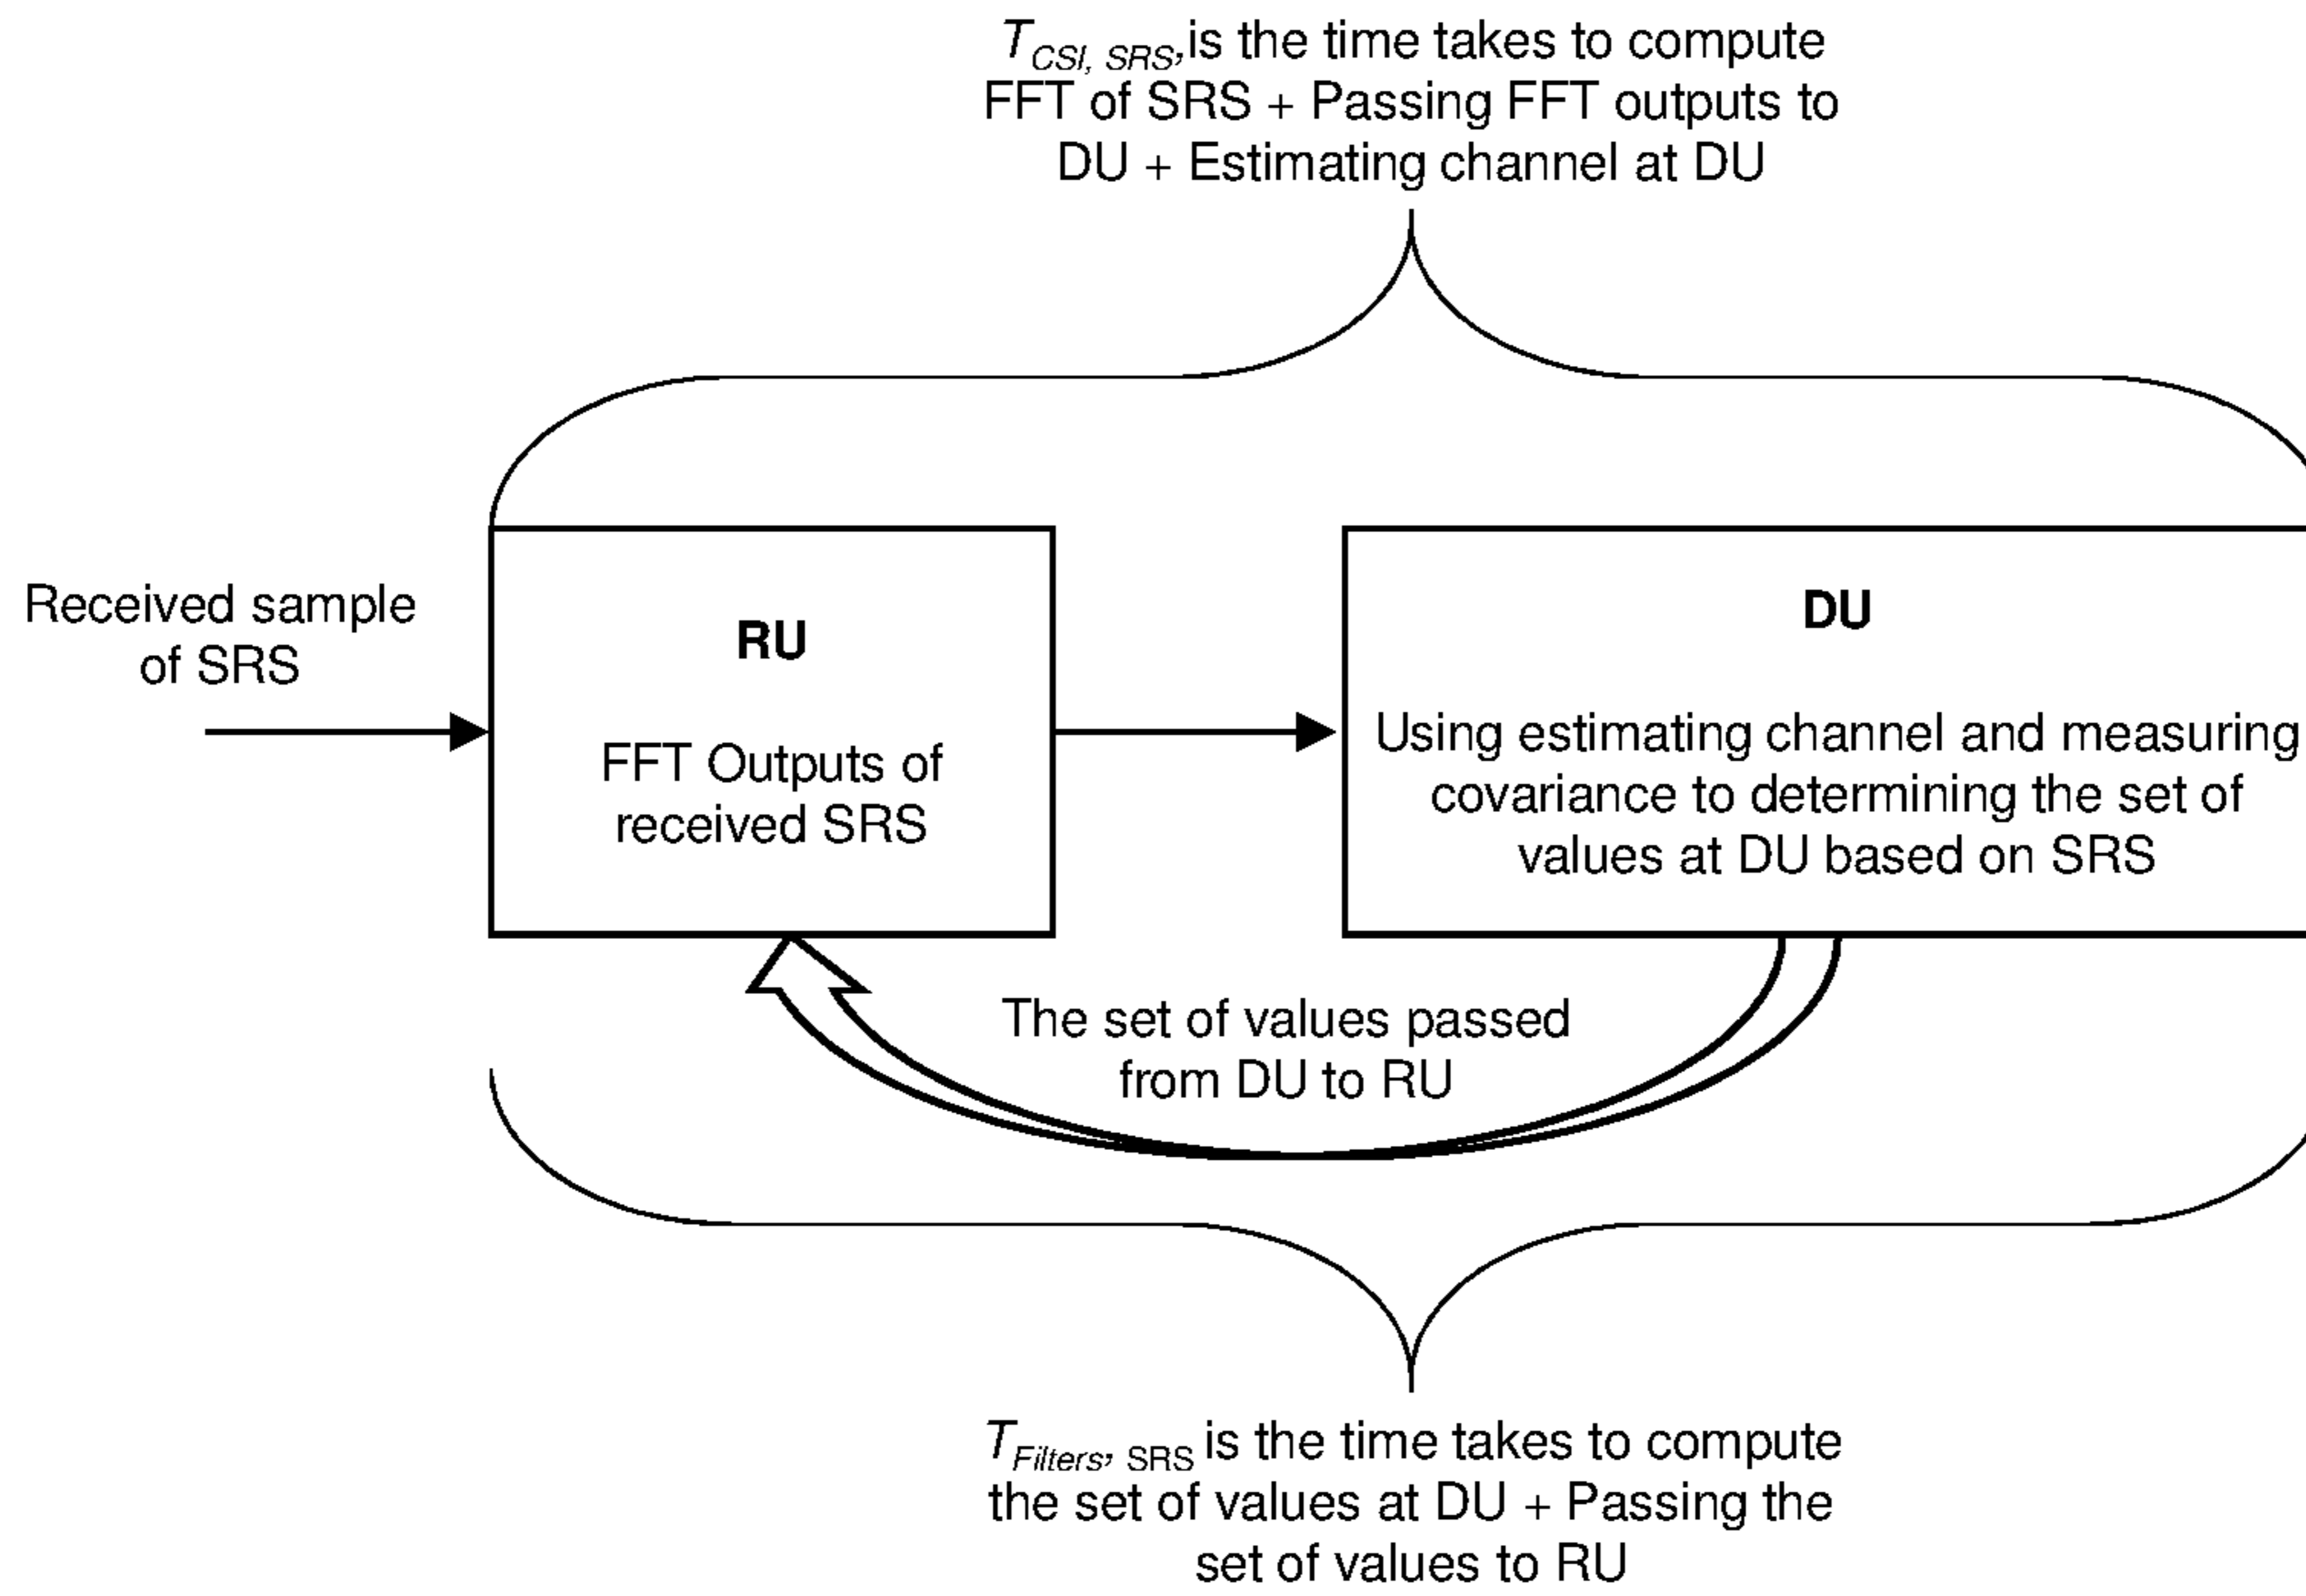 T CSI, SRS, is the time takes to compute
FFT of SRS + Passing FFT outputs to
DU + Estimating channel at DU
Received sample
of SRS
RU
FFT Outputs of
received SRS
DU
Using estimating channel and measuring
covariance to determining the set of
values at DU based on SRS
The set of values passed
from DU to RU
T Filters, SRS is the time takes to compute
the set of values at DU + Passing the
set of values to RU